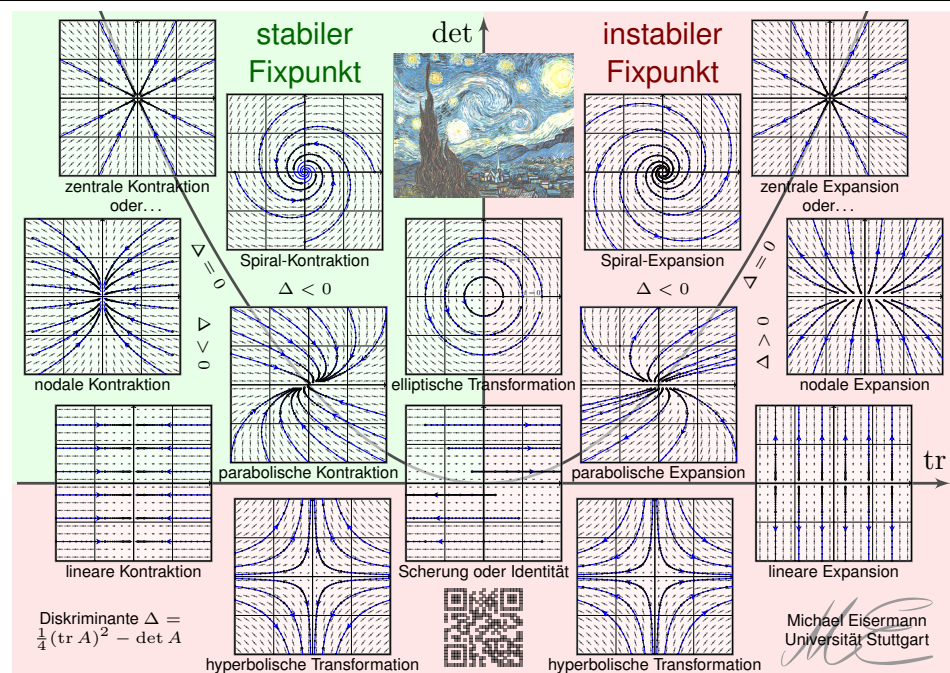 stabiler
Fixpunkt
det
instabiler
Fixpunkt
zentrale Kontraktion
oder…
zentrale Expansion
oder…
Spiral-Kontraktion
Spiral-Expansion
Δ = 0
Δ < 0
Δ < 0
Δ = 0
0 < Δ
Δ > 0
nodale Kontraktion
elliptische Transformation
nodale Expansion
parabolische Kontraktion
parabolische Expansion
tr
lineare Kontraktion
Scherung oder Identität
lineare Expansion
Diskriminante Δ =
¼(tr A)² − det A
hyperbolische Transformation
hyperbolische Transformation
ME
Michael Eisermann
Universität Stuttgart